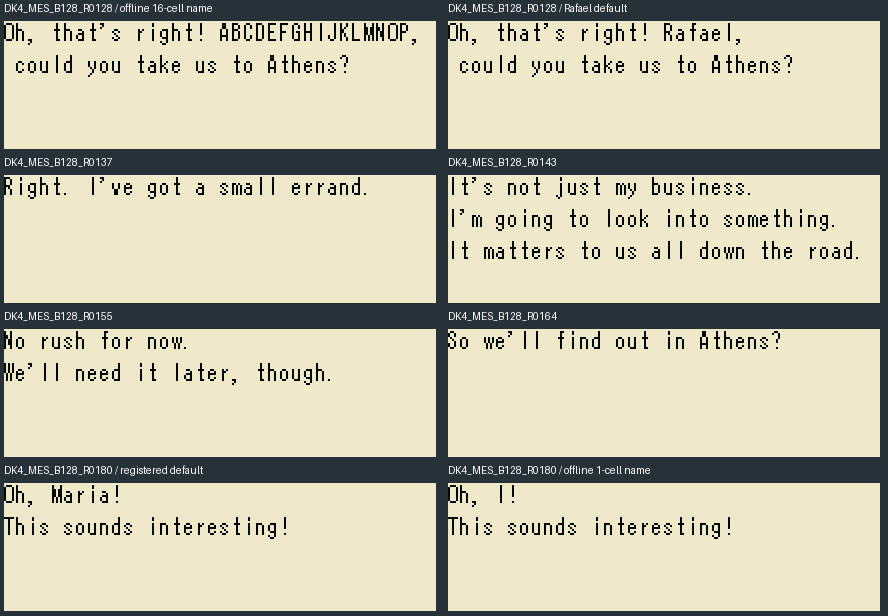 DK4_MES_B128_R0128 / offline 16-cell name
Oh, that's right! ABCDEFGHIJKLMNOP,
could you take us to Athens?
DK4_MES_B128_R0128 / Rafael default
Oh, that's right! Rafael,
could you take us to Athens?
DK4_MES_B128_R0137
Right. I've got a small errand.
DK4_MES_B128_R0143
It's not just my business.
I'm going to look into something.
It matters to us all down the road.
DK4_MES_B128_R0155
No rush for now.
We'll need it later, though.
DK4_MES_B128_R0164
So we'll find out in Athens?
DK4_MES_B128_R0180 / registered default
Oh, Maria!
This sounds interesting!
DK4_MES_B128_R0180 / offline 1-cell name
Oh, I!
This sounds interesting!